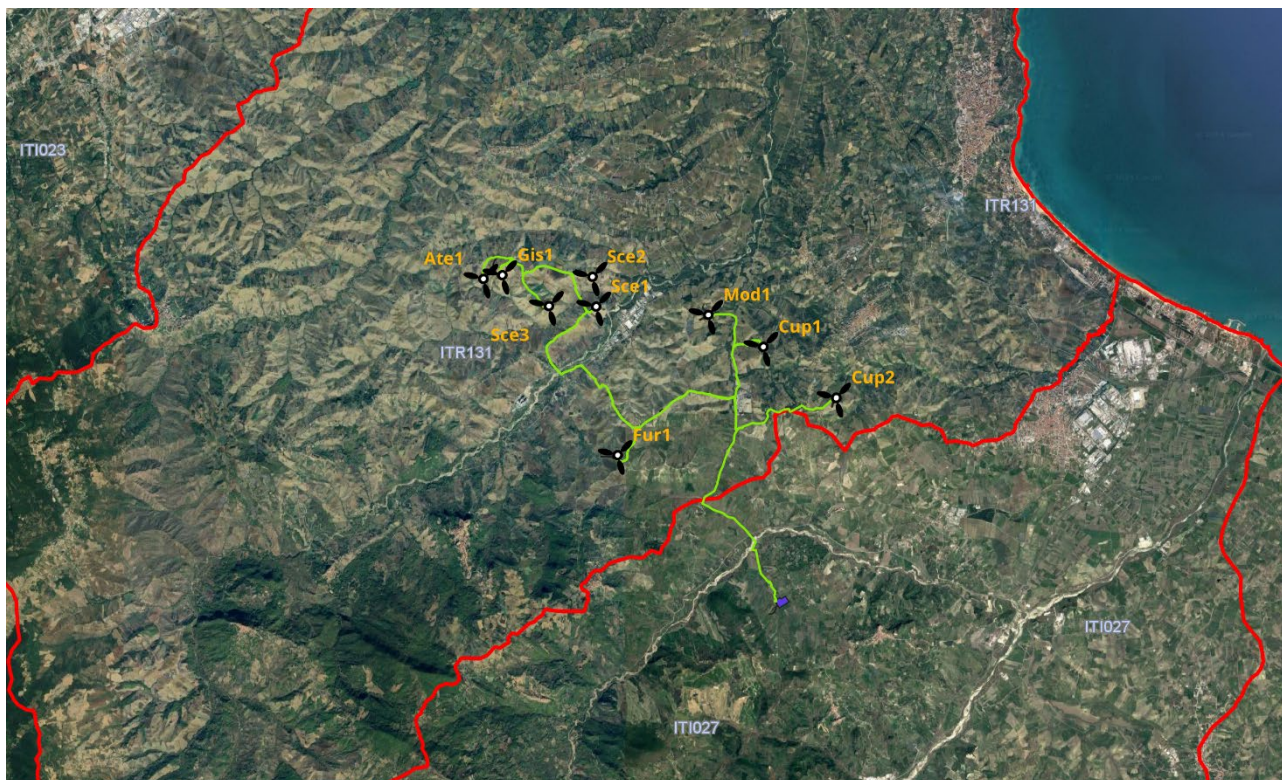 ITI023
ITR131
Ate1
Gis1
Sce2
Sce1
Mod1
Sce3
ITR131
Cup1
Cup2
Fur1
ITI027
ITI027